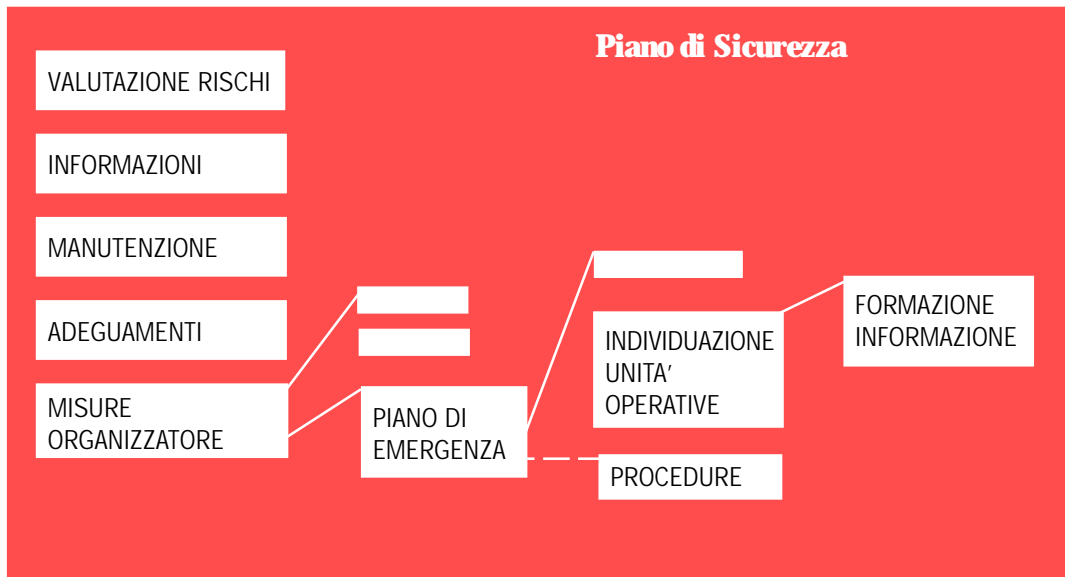 Piano di Sicurezza
VALUTAZIONE RISCHI
INFORMAZIONI
MANUTENZIONE
ADEGUAMENTI
MISURE
ORGANIZZATORE
PIANO DI
EMERGENZA
INDIVIDUAZIONE
UNITA'
OPERATIVE
PROCEDURE
FORMAZIONE
INFORMAZIONE